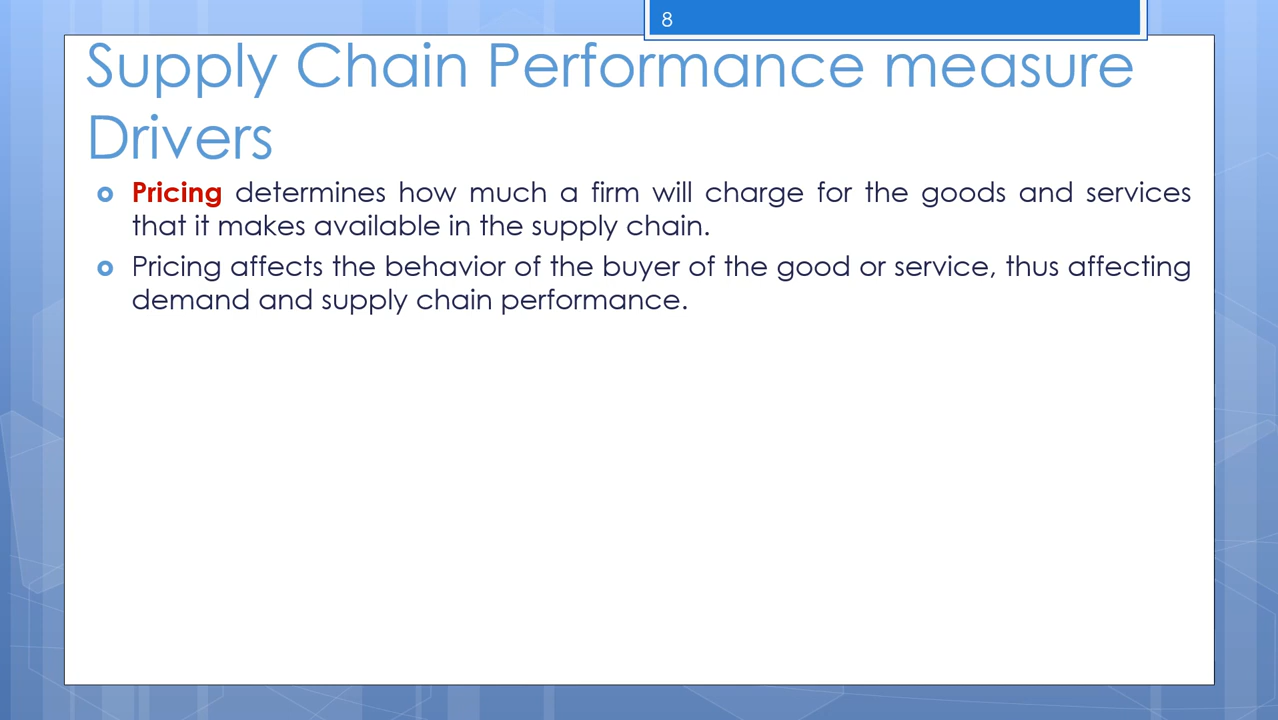 8
Supply Chain Performance measure
Drivers
Pricing determines how much a firm will charge for the goods and services
that it makes available in the supply chain.
Pricing affects the behavior of the buyer of the good or service, thus affecting
demand and supply chain performance.